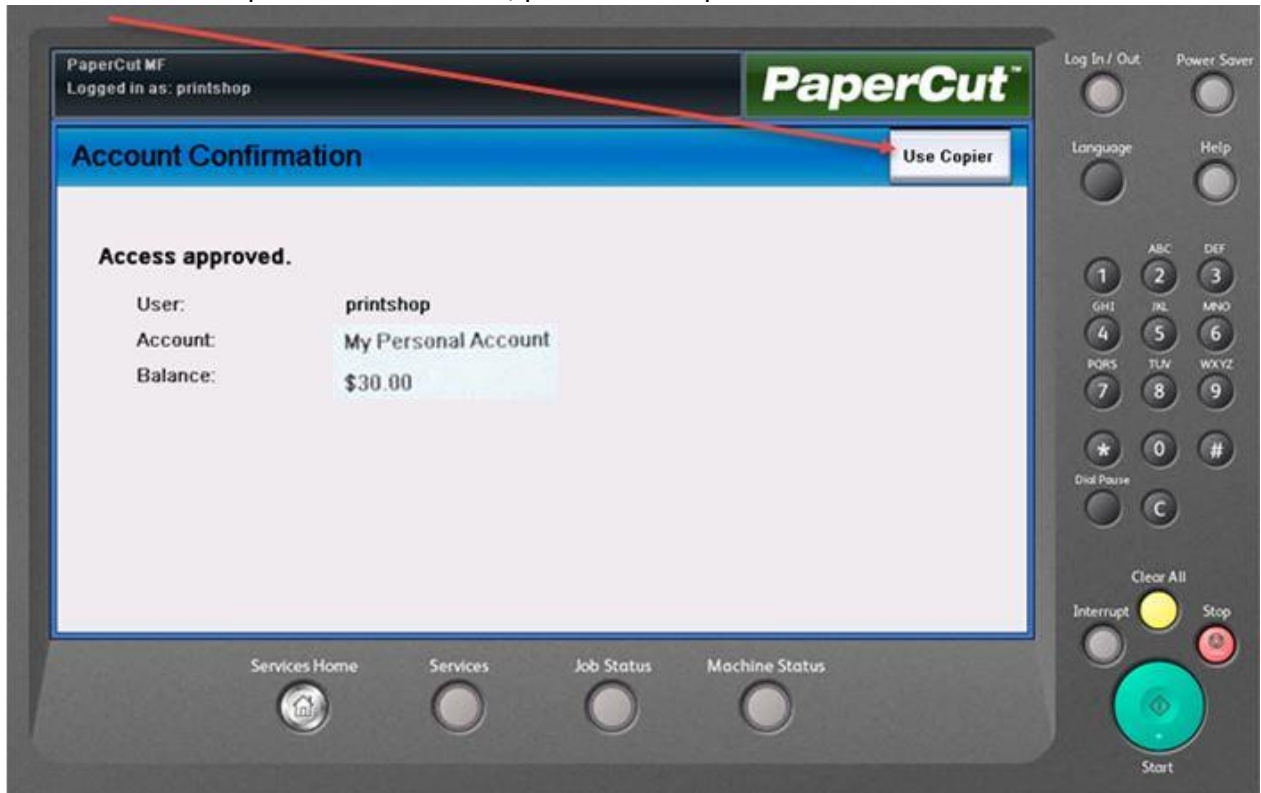 PaperCut MF
Logged in as: printshop
PaperCut™
Account Confirmation
Use Copier
Access approved.
User: printshop
Account: My Personal Account
Balance: $30.00
Services Home Services Job Status Machine Status
Log In / Out Power Saver
Language Help
ABC DEF
1 2 3
GHI JKL MNO
4 5 6
PQRS TUV WXYZ
7 8 9
* 0 #
Dial Pause
C
Clear All
Interrupt Stop
Start